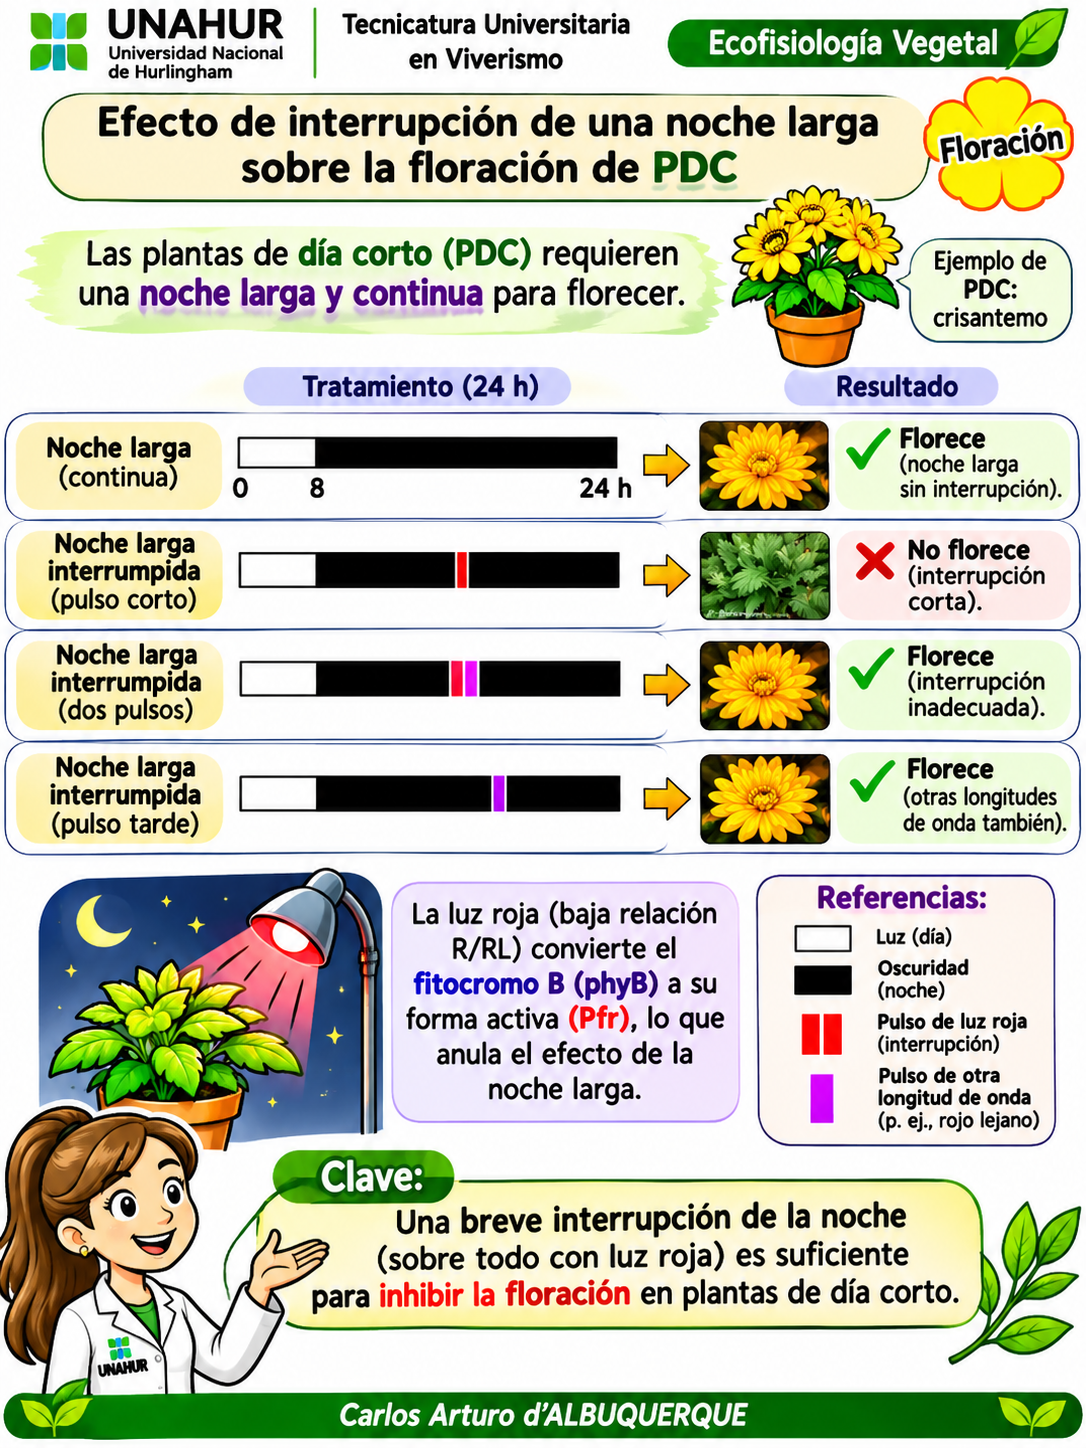 UNAHUR
Universidad Nacional
de Hurlingham
Tecnicatura Universitaria
en Viverismo
Ecofisiología Vegetal
Efecto de interrupción de una noche larga
sobre la floración de PDC
Floración
Las plantas de día corto (PDC) requieren
una noche larga y continua para florecer.
Ejemplo de
PDC:
crisantemo
Tratamiento (24 h)
Resultado
Noche larga
(continua)
0 8 24 h
Florece
(noche larga
sin interrupción).
Noche larga
interrumpida
(pulso corto)
No florece
(interrupción
corta).
Noche larga
interrumpida
(dos pulsos)
Florece
(interrupción
inadecuada).
Noche larga
interrumpida
(pulso tarde)
Florece
(otras longitudes
de onda también).
La luz roja (baja relación
R/RL) convierte el
fitocromo B (phyB) a su
forma activa (Pfr), lo que
anula el efecto de la
noche larga.
Referencias:
Luz (día)
Oscuridad
(noche)
Pulso de luz roja
(interrupción)
Pulso de otra
longitud de onda
(p. ej., rojo lejano)
Clave:
Una breve interrupción de la noche
(sobre todo con luz roja) es suficiente
para inhibir la floración en plantas de día corto.
UNAHUR
Carlos Arturo d'ALBUQUERQUE